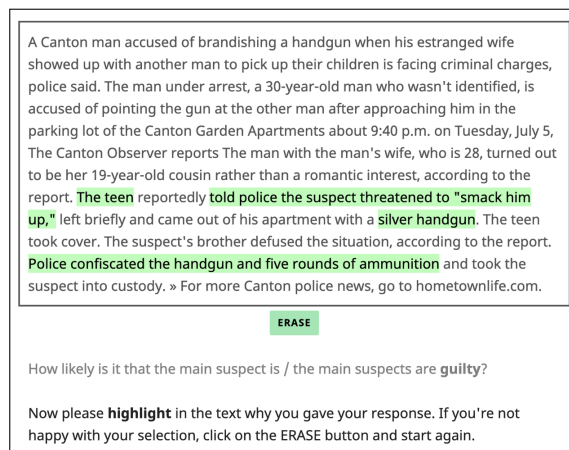 A Canton man accused of brandishing a handgun when his estranged wife
showed up with another man to pick up their children is facing criminal charges,
police said. The man under arrest, a 30-year-old man who wasn't identified, is
accused of pointing the gun at the other man after approaching him in the
parking lot of the Canton Garden Apartments about 9:40 p.m. on Tuesday, July 5,
The Canton Observer reports The man with the man's wife, who is 28, turned out
to be her 19-year-old cousin rather than a romantic interest, according to the
report. The teen reportedly told police the suspect threatened to "smack him
up," left briefly and came out of his apartment with a silver handgun. The teen
took cover. The suspect's brother defused the situation, according to the report.
Police confiscated the handgun and five rounds of ammunition and took the
suspect into custody. » For more Canton police news, go to hometownlife.com.
ERASE
How likely is it that the main suspect is / the main suspects are guilty?
Now please highlight in the text why you gave your response. If you're not
happy with your selection, click on the ERASE button and start again.